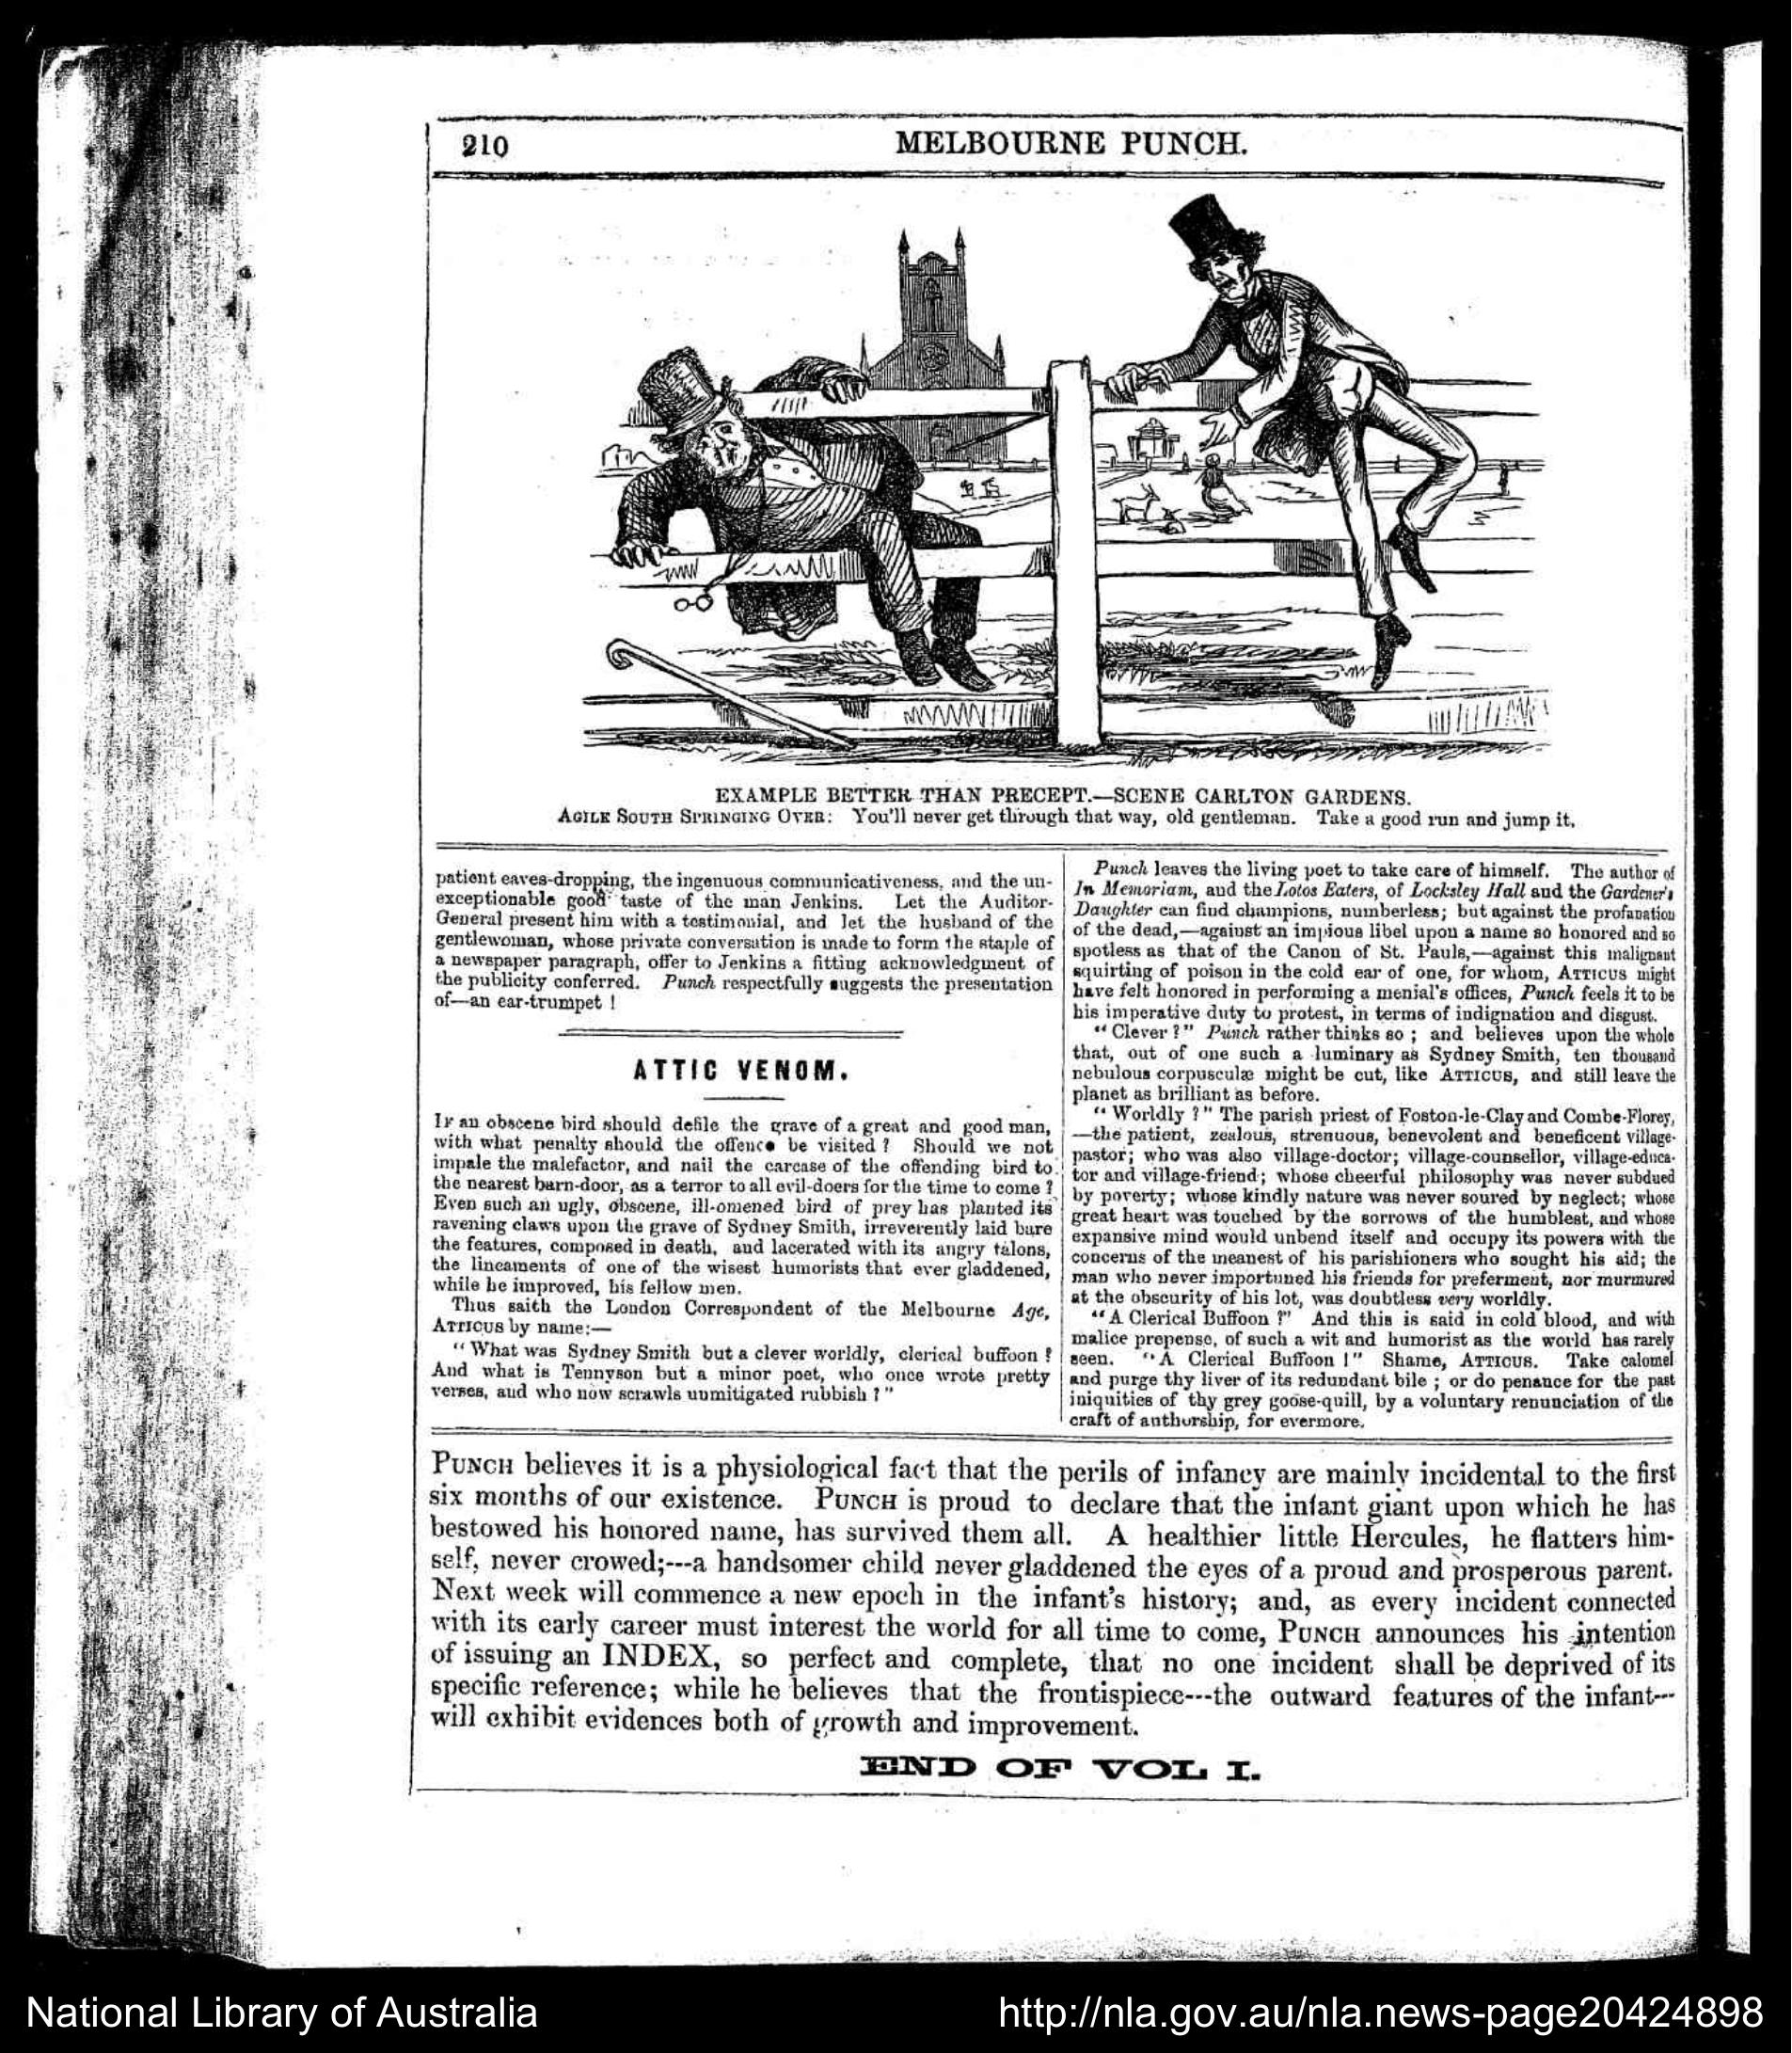 210
MELBOURNE PUNCH.
EXAMPLE BETTER THAN PRECEPT.—SCENE CARLTON GARDENS.
AGILE SOUTH SPRINGING OVER: You'll never get through that way, old gentleman. Take a good run and jump it.
patient eaves-dropping, the ingenuous communicativeness, and the un-
exceptionable good taste of the man Jenkins. Let the Auditor-
General present him with a testimonial, and let the husband of the
gentlewoman, whose private conversation is made to form the staple of
a newspaper paragraph, offer to Jenkins a fitting acknowledgment of
the publicity conferred. Punch respectfully suggests the presentation
of—an ear-trumpet !
ATTIC VENOM.
IF an obscene bird should defile the grave of a great and good man,
with what penalty should the offence be visited ? Should we not
impale the malefactor, and nail the carcase of the offending bird to
the nearest barn-door, as a terror to all evil-doers for the time to come ?
Even such an ugly, obscene, ill-omened bird of prey has planted its
ravening claws upon the grave of Sydney Smith, irreverently laid bare
the features, composed in death, and lacerated with its angry talons,
the lineaments of one of the wisest humorists that ever gladdened,
while he improved, his fellow men.
Thus saith the London Correspondent of the Melbourne Age,
ATTICUS by name:—
" What was Sydney Smith but a clever worldly, clerical buffoon ?
And what is Tennyson but a minor poet, who once wrote pretty
verses, and who now scrawls unmitigated rubbish ? "
Punch leaves the living poet to take care of himself. The author of
In Memoriam, and the Lotos Eaters, of Locksley Hall and the Gardener's
Daughter can find champions, numberless; but against the profanation
of the dead,—against an impious libel upon a name so honored and so
spotless as that of the Canon of St. Pauls,—against this malignant
squirting of poison in the cold ear of one, for whom, ATTICUS might
have felt honored in performing a menial's offices, Punch feels it to be
his imperative duty to protest, in terms of indignation and disgust.
" Clever ? " Punch rather thinks so ; and believes upon the whole
that, out of one such a luminary as Sydney Smith, ten thousand
nebulous corpusculæ might be cut, like ATTICUS, and still leave the
planet as brilliant as before.
" Worldly ? " The parish priest of Foston-le-Clay and Combe-Florey,
—the patient, zealous, strenuous, benevolent and beneficent village-
pastor; who was also village-doctor; village-counsellor, village-educa-
tor and village-friend; whose cheerful philosophy was never subdued
by poverty; whose kindly nature was never soured by neglect; whose
great heart was touched by the sorrows of the humblest, and whose
expansive mind would unbend itself and occupy its powers with the
concerns of the meanest of his parishioners who sought his aid; the
man who never importuned his friends for preferment, nor murmured
at the obscurity of his lot, was doubtless very worldly.
" A Clerical Buffoon ?" And this is said in cold blood, and with
malice prepense, of such a wit and humorist as the world has rarely
seen. "A Clerical Buffoon ! " Shame, ATTICUS. Take calomel
and purge thy liver of its redundant bile ; or do penance for the past
iniquities of thy grey goose-quill, by a voluntary renunciation of the
craft of authorship, for evermore.
PUNCH believes it is a physiological fact that the perils of infancy are mainly incidental to the first
six months of our existence. PUNCH is proud to declare that the infant giant upon which he has
bestowed his honored name, has survived them all. A healthier little Hercules, he flatters him-
self, never crowed;---a handsomer child never gladdened the eyes of a proud and prosperous parent.
Next week will commence a new epoch in the infant's history; and, as every incident connected
with its early career must interest the world for all time to come, PUNCH announces his intention
of issuing an INDEX, so perfect and complete, that no one incident shall be deprived of its
specific reference; while he believes that the frontispiece---the outward features of the infant---
will exhibit evidences both of growth and improvement.
END OF VOL I.
National Library of Australia
http://nla.gov.au/nla.news-page20424898